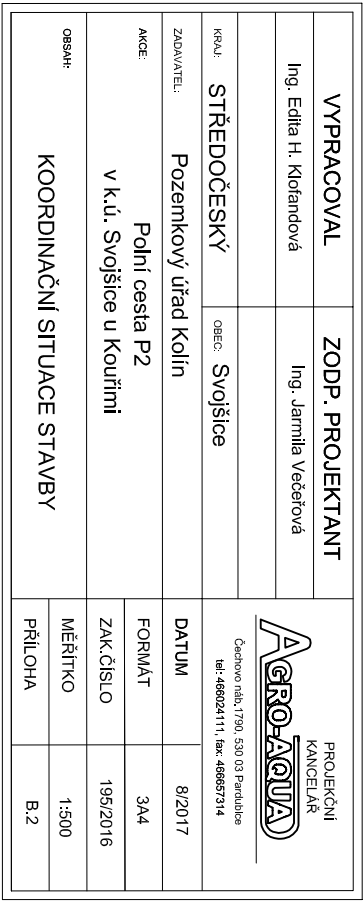 VYPRACOVAL
ZODP. PROJEKTANT
Ing. Edita H. Klofandová
Ing. Jarmila Večeřová
PROJEKČNÍ
KANCELÁŘ
AGRO-AQUA
Čechovo náb.1790, 530 03 Pardubice
tel: 466024111, fax: 466657314
KRAJ: STŘEDOČESKÝ
OBEC: Svojšice
ZADAVATEL: Pozemkový úřad Kolín
DATUM 8/2017
AKCE: Polní cesta P2
v k.ú. Svojšice u Kouřimi
FORMÁT 3A4
ZAK.ČÍSLO 195/2016
OBSAH:
KOORDINAČNÍ SITUACE STAVBY
MĚŘÍTKO 1:500
PŘÍLOHA B.2